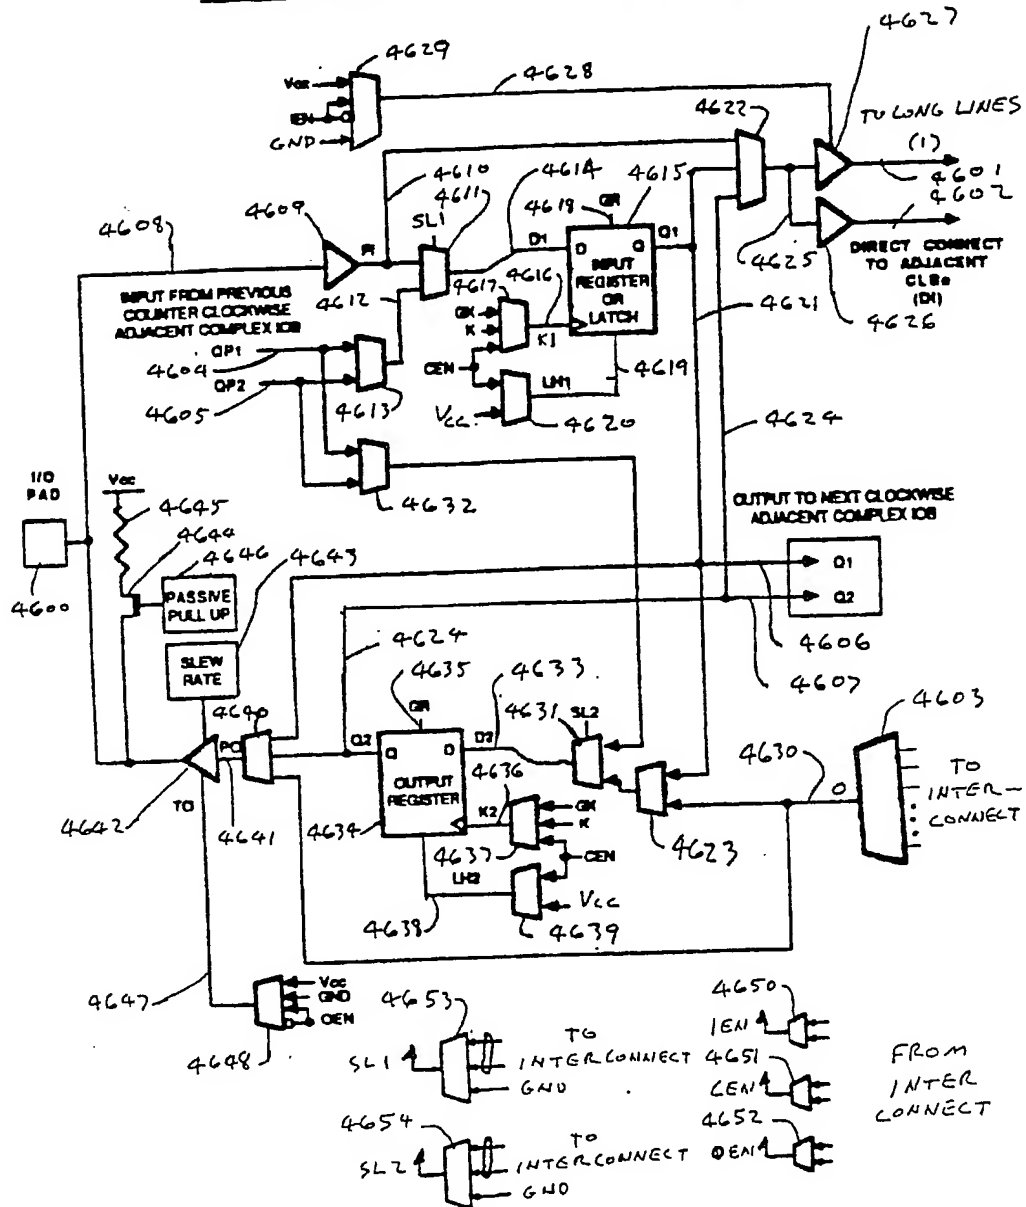 4627
4629
4628
Vcc
IEN
GND
4622
TO LONG LINES
(1)
4601
4602
4610
4614
4615
4611
4609
4608
SL1
4618
GR
PI
D1
D
Q
Q1
INPUT
REGISTER
OR
LATCH
4625
DIRECT CONNECT
TO ADJACENT
CLBs
(DI)
4626
INPUT FROM PREVIOUS
COUNTER CLOCKWISE
ADJACENT COMPLEX IOB
4612
4617
4616
GK
K
K1
4621
QP1
4604
CEN
4619
QP2
4605
4613
LH1
VCC
4620
4624
4632
I/O
PAD
Vcc
4645
4644
4646
4643
OUTPUT TO NEXT CLOCKWISE
ADJACENT COMPLEX IOB
Q1
Q2
4600
PASSIVE
PULL UP
4606
4607
SLEW
RATE
4624
4635
4633
4603
4640
GR
4631
SL2
4630
PO
Q2
Q
D
D2
O
TO
INTER-
CONNECT
OUTPUT
REGISTER
4636
TO
K2
GK
K
4642
4641
4634
4637
CEN
4623
LH2
VCC
4638
4639
4647
Vcc
GND
OEN
4648
4653
4650
SL1
TO
INTERCONNECT
GND
IEN
4651
CEN
FROM
INTER
CONNECT
4654
4652
SL2
TO
INTERCONNECT
GND
OEN